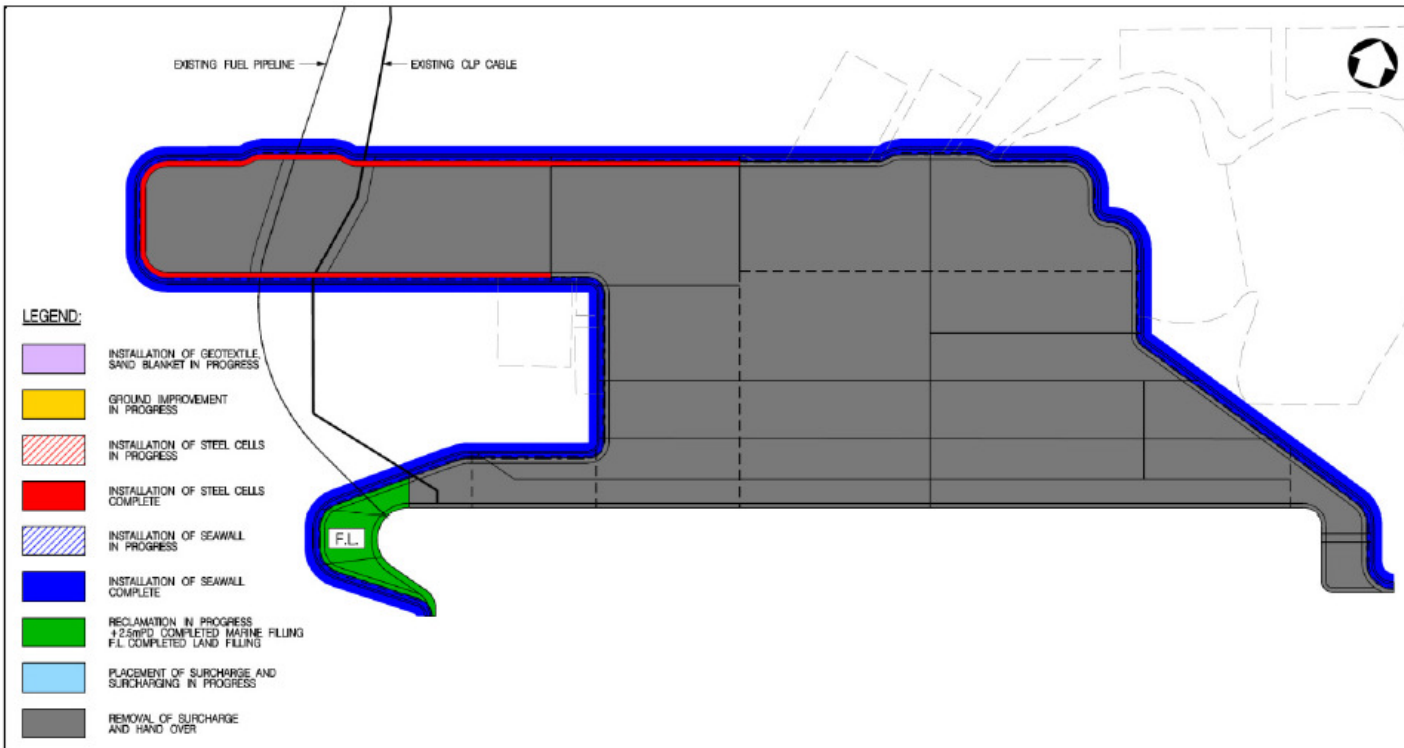 EXISTING FUEL PIPELINE
EXISTING CLP CABLE
LEGEND:
INSTALLATION OF GEOTEXTILE,
SAND BLANKET IN PROGRESS
GROUND IMPROVEMENT
IN PROGRESS
INSTALLATION OF STEEL CELLS
IN PROGRESS
INSTALLATION OF STEEL CELLS
COMPLETE
F.L.
INSTALLATION OF SEAWALL
IN PROGRESS
INSTALLATION OF SEAWALL
COMPLETE
RECLAMATION IN PROGRESS
+2.5mPD COMPLETED MARINE FILLING
F.L. COMPLETED LAND FILLING
PLACEMENT OF SURCHARGE AND
SURCHARGING IN PROGRESS
REMOVAL OF SURCHARGE
AND HAND OVER